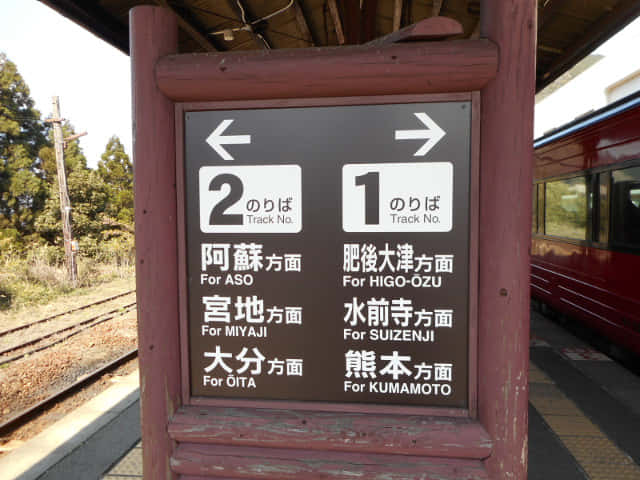 ← →
2 のりば
Track No.
阿蘇方面
For ASO
宮地方面
For MIYAJI
大分方面
For ŌITA
1 のりば
Track No.
肥後大津方面
For HIGO-ŌZU
水前寺方面
For SUIZENJI
熊本方面
For KUMAMOTO